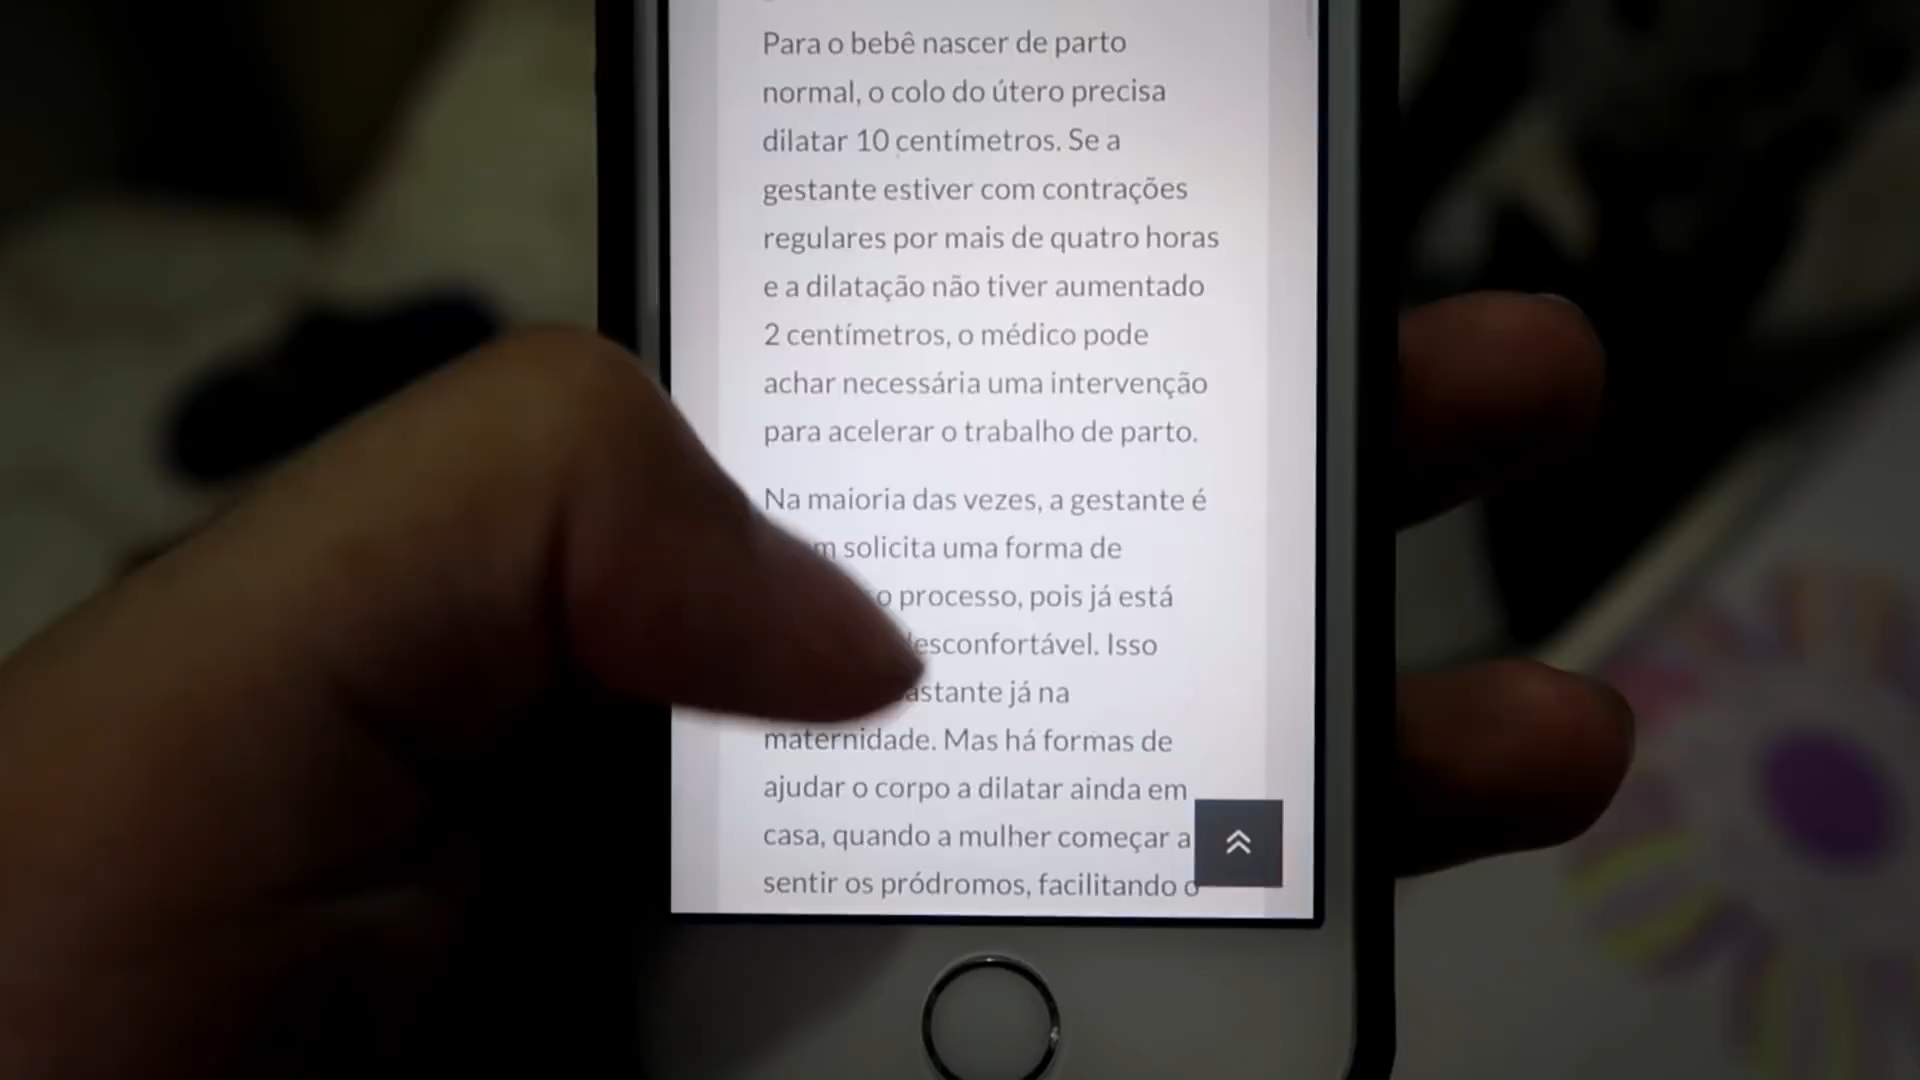 Para o bebê nascer de parto
normal, o colo do útero precisa
dilatar 10 centímetros. Se a
gestante estiver com contrações
regulares por mais de quatro horas
e a dilatação não tiver aumentado
2 centímetros, o médico pode
achar necessária uma intervenção
para acelerar o trabalho de parto.
Na maioria das vezes, a gestante é
solicita uma forma de
o processo, pois já está
desconfortável. Isso
já na
maternidade. Mas há formas de
ajudar o corpo a dilatar ainda em
casa, quando a mulher começar a
sentir os pródromos, facilitando o